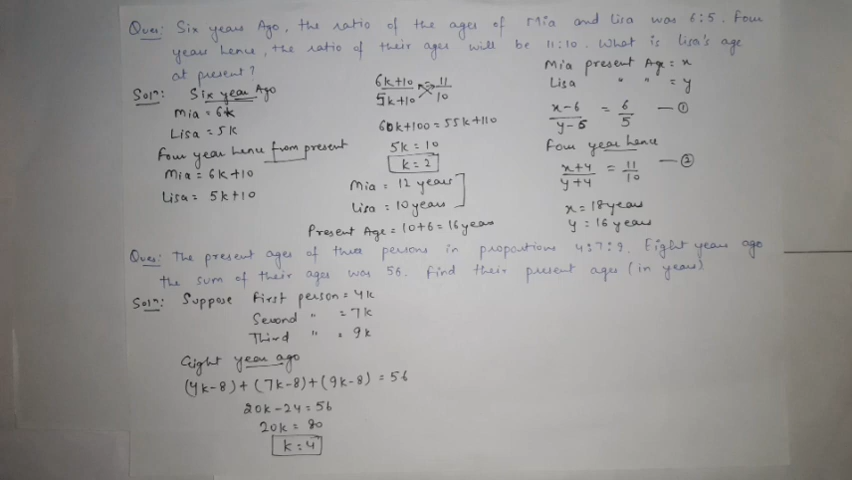 Ques: Six years Ago, the ratio of the ages of Mia and Lisa was 6:5. Four
years hence, the ratio of their ages will be 11:10. What is Lisa's age
at present?
Soln: Six year Ago
Mia = 6k
Lisa = 5k
Four year hence from present
Mia = 6k+10
Lisa = 5k+10
6k+10/5k+10 = 11/10
60k+100 = 55k+110
5k = 10
k = 2
Mia = 12 years
Lisa = 10 years
Present Age = 10+6 = 16 years
Mia present Age = x
Lisa " " = y
x-6/y-6 = 6/5 — ①
Four year hence
x+4/y+4 = 11/10 — ②
x = 18 years
y = 16 years
Ques: The present ages of three persons in proportions 4:7:9. Eight years ago
the sum of their ages was 56. Find their present ages (in years)
Soln: Suppose First person = 4k
Second " = 7k
Third " = 9k
Eight year ago
(4k-8)+(7k-8)+(9k-8) = 56
20k-24 = 56
20k = 80
k = 4